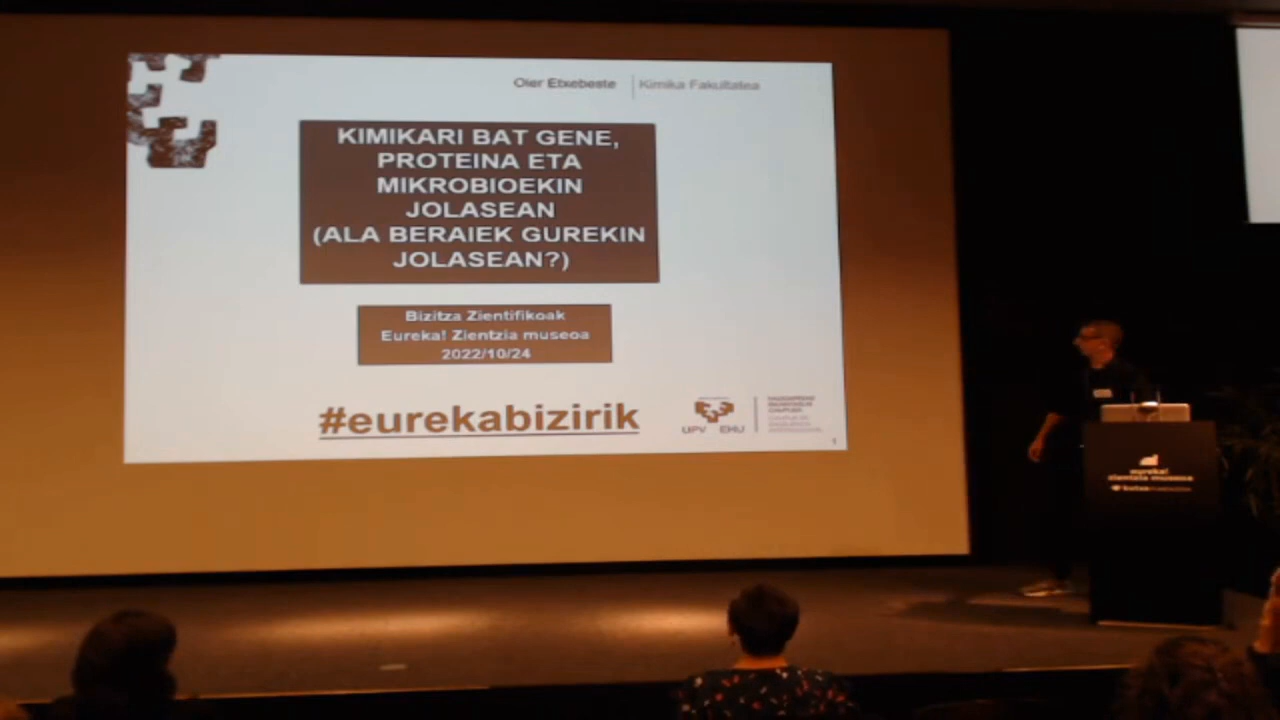 Oier Etxebeste
Kimika Fakultatea
KIMIKARI BAT GENE,
PROTEINA ETA
MIKROBIOEKIN
JOLASEAN
(ALA BERAIEK GUREKIN
JOLASEAN?)
Bizitza Zientifikoak
Eureka! Zientzia museoa
2022/10/24
#eurekabizirik
UPV EHU
1
eureka!
zientzia museoa